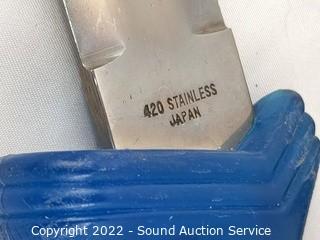 420 STAINLESS
JAPAN
Copyright 2022 - Sound Auction Service